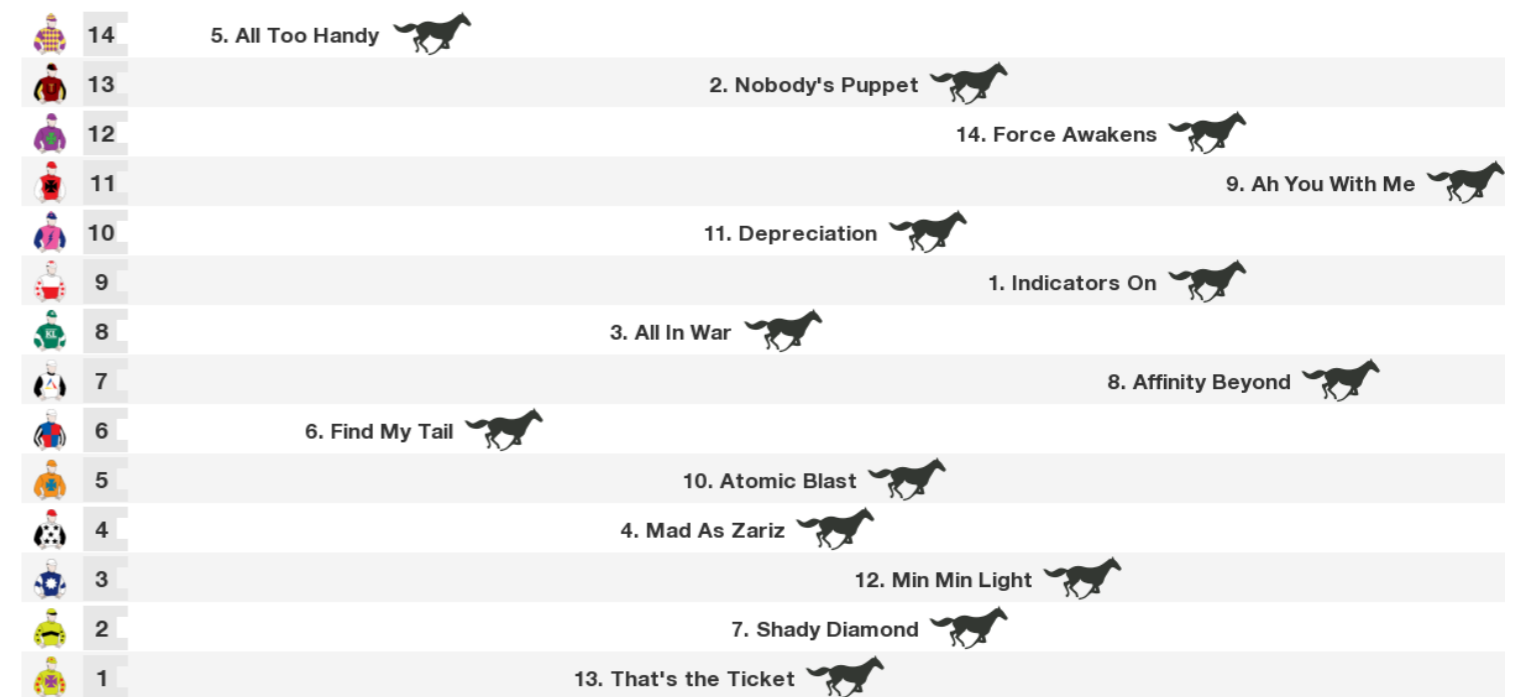 14 5. All Too Handy
13 2. Nobody's Puppet
12 14. Force Awakens
11 9. Ah You With Me
10 11. Depreciation
9 1. Indicators On
8 3. All In War
KL
7 8. Affinity Beyond
6 6. Find My Tail
5 10. Atomic Blast
4 4. Mad As Zariz
3 12. Min Min Light
2 7. Shady Diamond
1 13. That's the Ticket